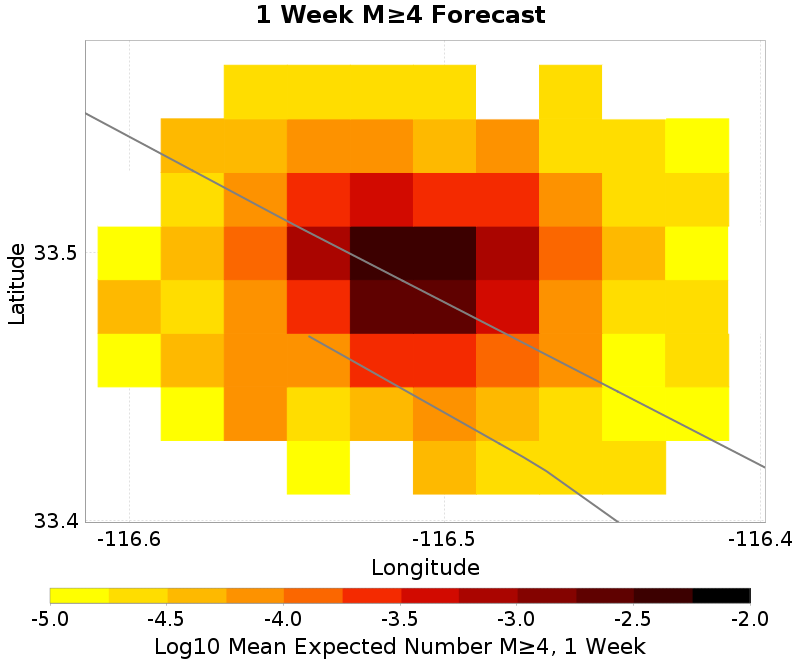 1 Week M≥4 Forecast
Latitude
33.5
33.4
-116.6 -116.5 -116.4
Longitude
-5.0 -4.5 -4.0 -3.5 -3.0 -2.5 -2.0
Log10 Mean Expected Number M≥4, 1 Week